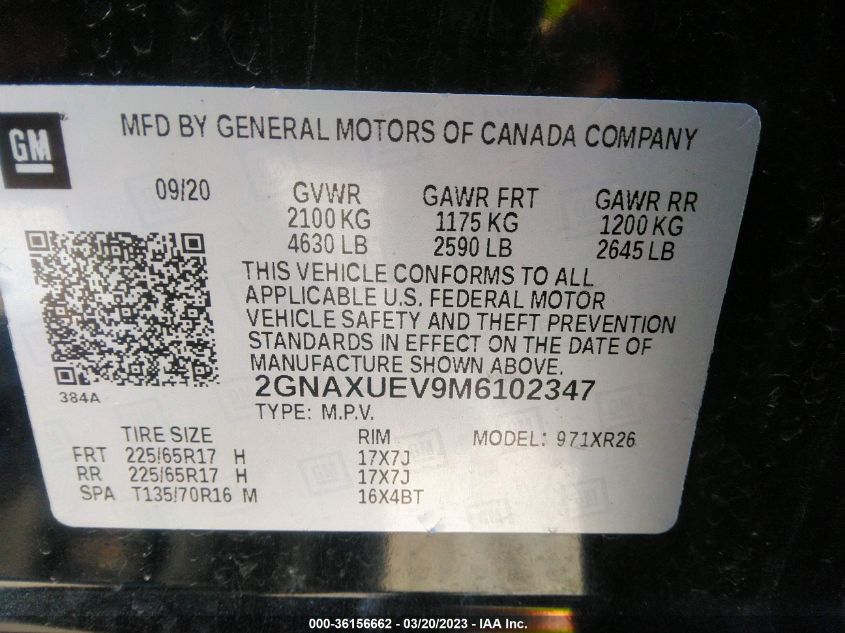 GM
MFD BY GENERAL MOTORS OF CANADA COMPANY
09/20 GVWR GAWR FRT GAWR RR
2100 KG 1175 KG 1200 KG
4630 LB 2590 LB 2645 LB
THIS VEHICLE CONFORMS TO ALL
APPLICABLE U.S. FEDERAL MOTOR
VEHICLE SAFETY AND THEFT PREVENTION
STANDARDS IN EFFECT ON THE DATE OF
MANUFACTURE SHOWN ABOVE.
384A 2GNAXUEV9M6102347
TYPE: M.P.V.
TIRE SIZE RIM MODEL: 971XR26
FRT 225/65R17 H 17X7J
RR 225/65R17 H 17X7J
SPA T135/70R16 M 16X4BT
000-36156662 - 03/20/2023 - IAA Inc.